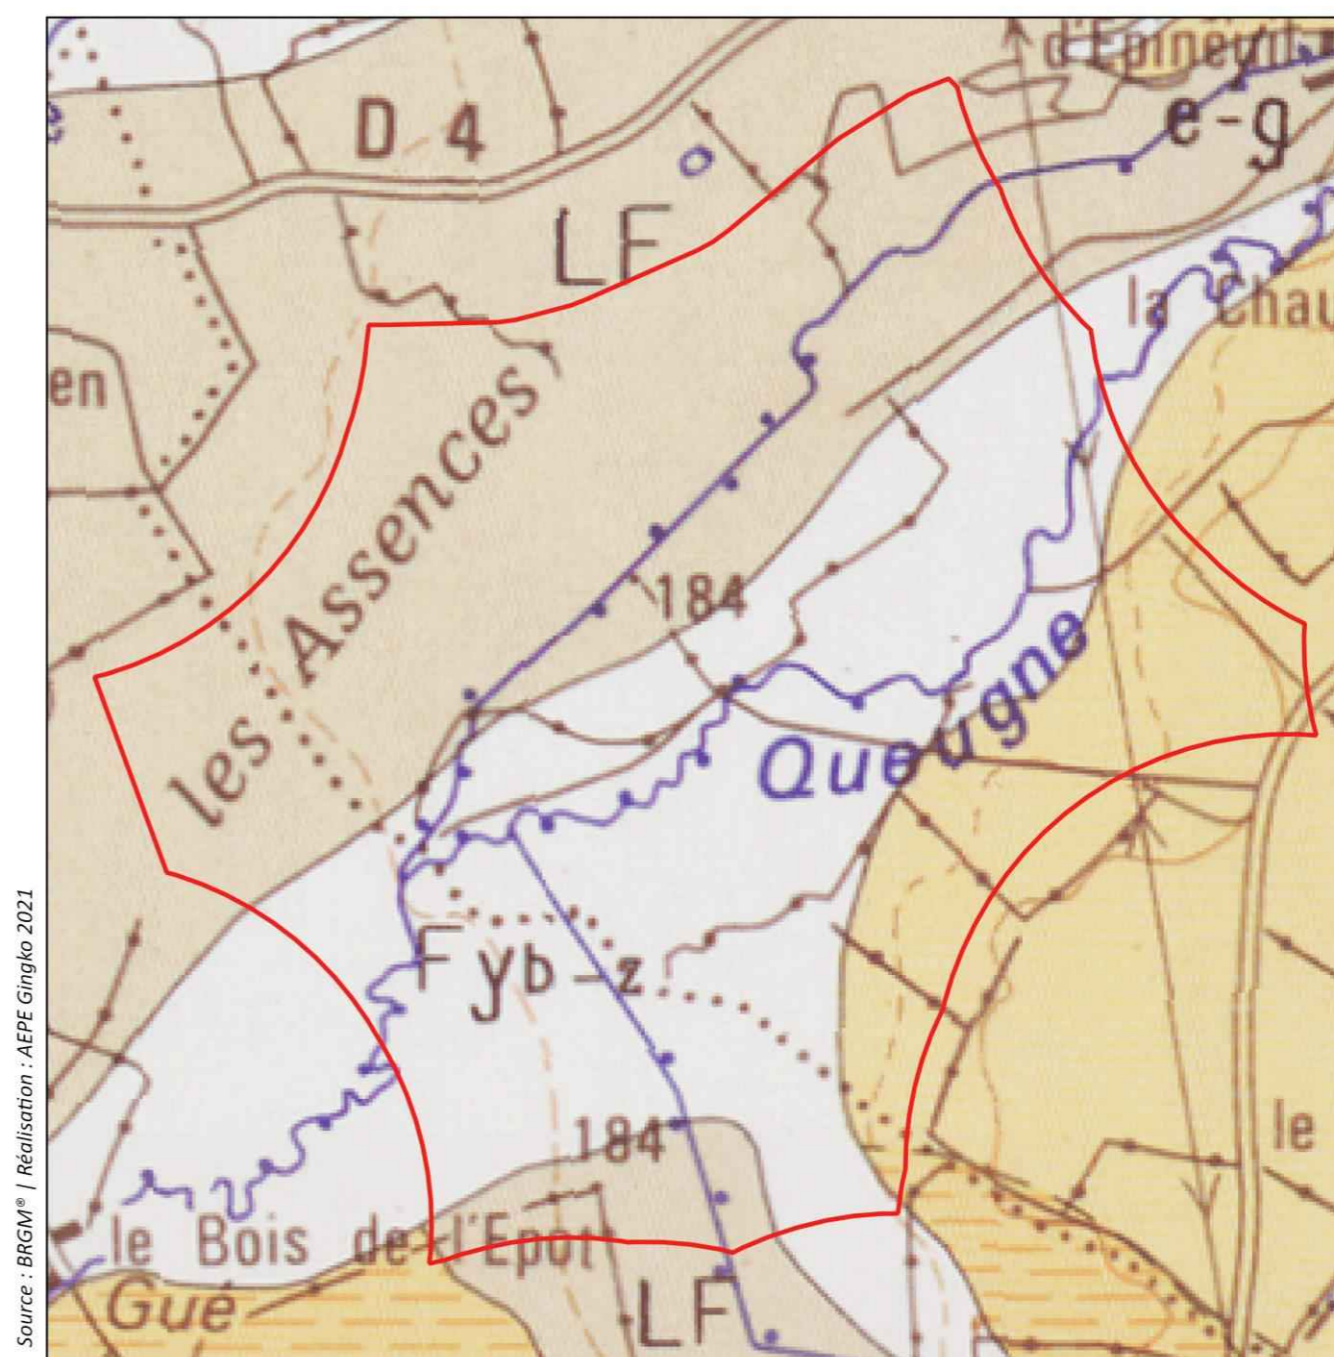 d'Epineuil
D 4
e-g
LF
la Chau
en
les Assences
184
Queugne
F yb-z
184
le
le Bois de l'Epot
Gué
LF
Source : BRGM® | Réalisation : AEPE Gingko 2021